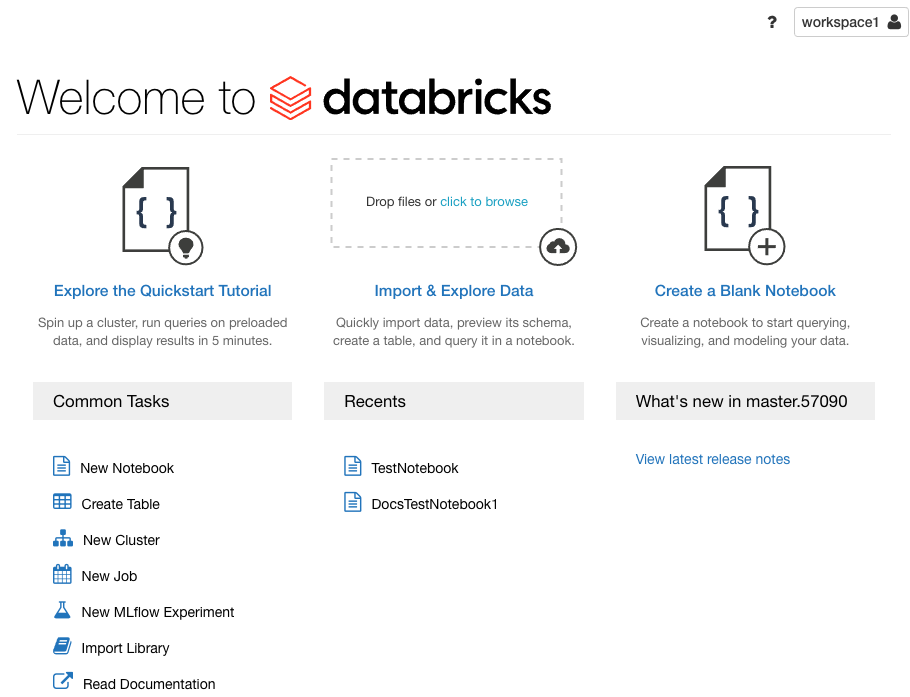 ? workspace1
Welcome to databricks
{ } Drop files or click to browse { }
Explore the Quickstart Tutorial
Spin up a cluster, run queries on preloaded
data, and display results in 5 minutes.
Import & Explore Data
Quickly import data, preview its schema,
create a table, and query it in a notebook.
Create a Blank Notebook
Create a notebook to start querying,
visualizing, and modeling your data.
Common Tasks
New Notebook
Create Table
New Cluster
New Job
New MLflow Experiment
Import Library
Read Documentation
Recents
TestNotebook
DocsTestNotebook1
What's new in master.57090
View latest release notes